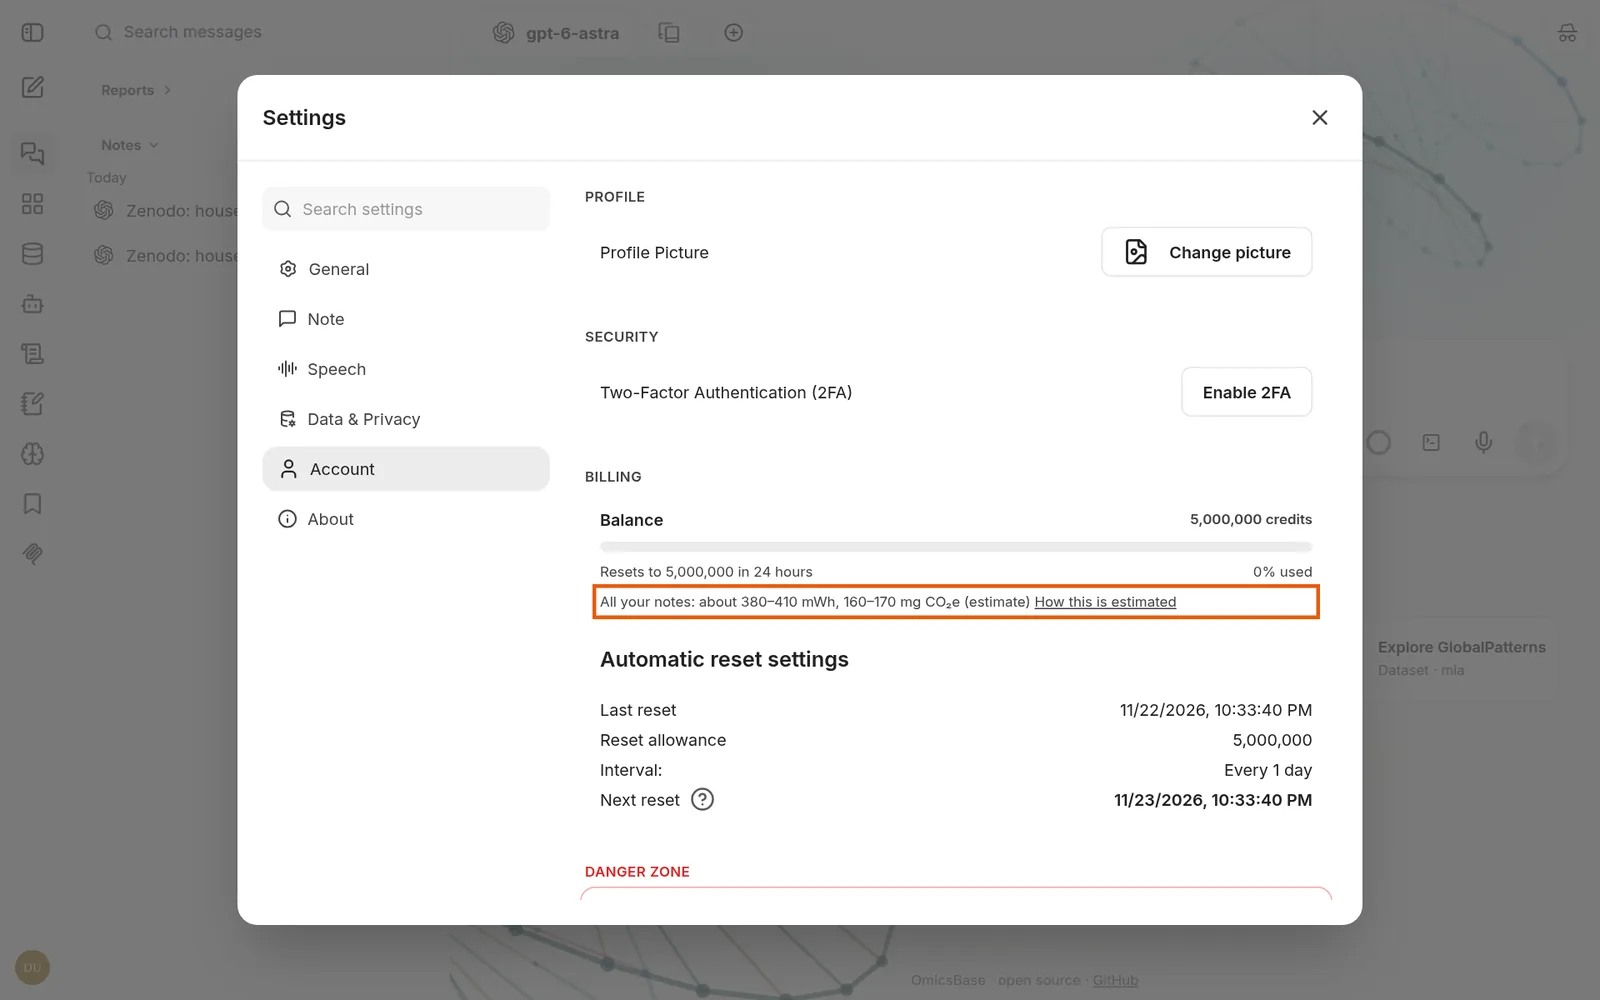 Search messages
gpt-6-astra
Reports
Notes
Today
Zenodo: house
Zenodo: house
Settings
Search settings
General
Note
Speech
Data & Privacy
Account
About
PROFILE
Profile Picture
Change picture
SECURITY
Two-Factor Authentication (2FA)
Enable 2FA
BILLING
Balance
5,000,000 credits
Resets to 5,000,000 in 24 hours
0% used
All your notes: about 380–410 mWh, 160–170 mg CO₂e (estimate) How this is estimated
Automatic reset settings
Last reset
11/22/2026, 10:33:40 PM
Reset allowance
5,000,000
Interval:
Every 1 day
Next reset
11/23/2026, 10:33:40 PM
DANGER ZONE
Explore GlobalPatterns
Dataset · mia
DU
OmicsBase · open source · GitHub